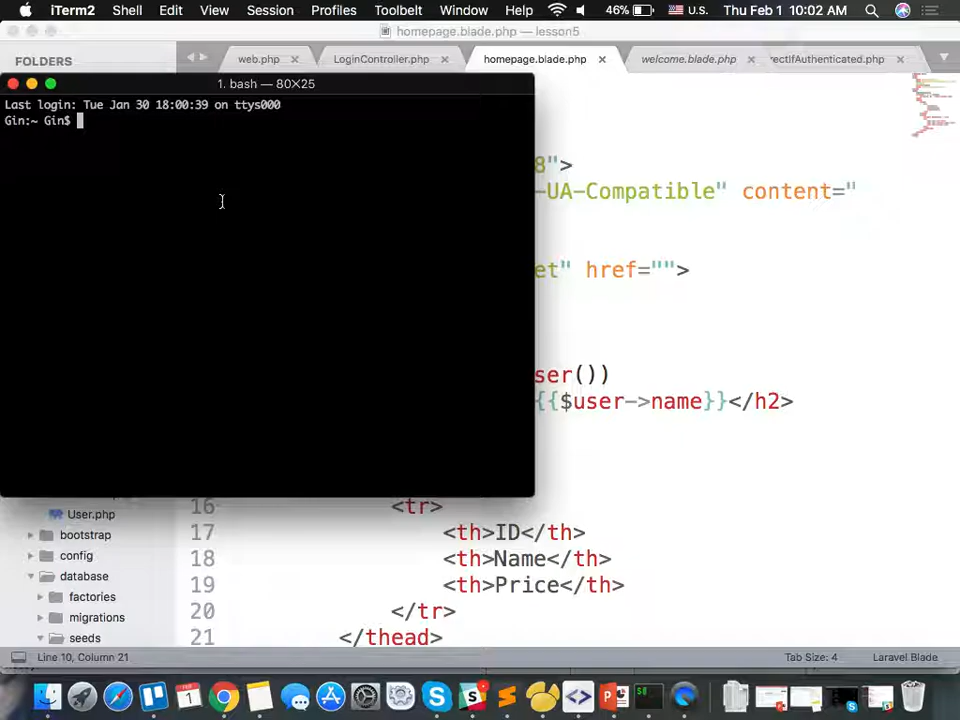 iTerm2 Shell Edit View Session Profiles Toolbelt Window Help 46% U.S. Thu Feb 1 10:02 AM
homepage.blade.php — lesson5
FOLDERS
web.php
LoginController.php
homepage.blade.php
welcome.blade.php
rectIfAuthenticated.php
1. bash — 80×25
Last login: Tue Jan 30 18:00:39 on ttys000
Gin:~ Gin$
8">
-UA-Compatible" content="
et" href="">
ser())
{{$user->name}}</h2>
16 <tr>
17 <th>ID</th>
18 <th>Name</th>
19 <th>Price</th>
20 </tr>
21 </thead>
User.php
bootstrap
config
database
factories
migrations
seeds
Line 10, Column 21
Tab Size: 4
Laravel Blade